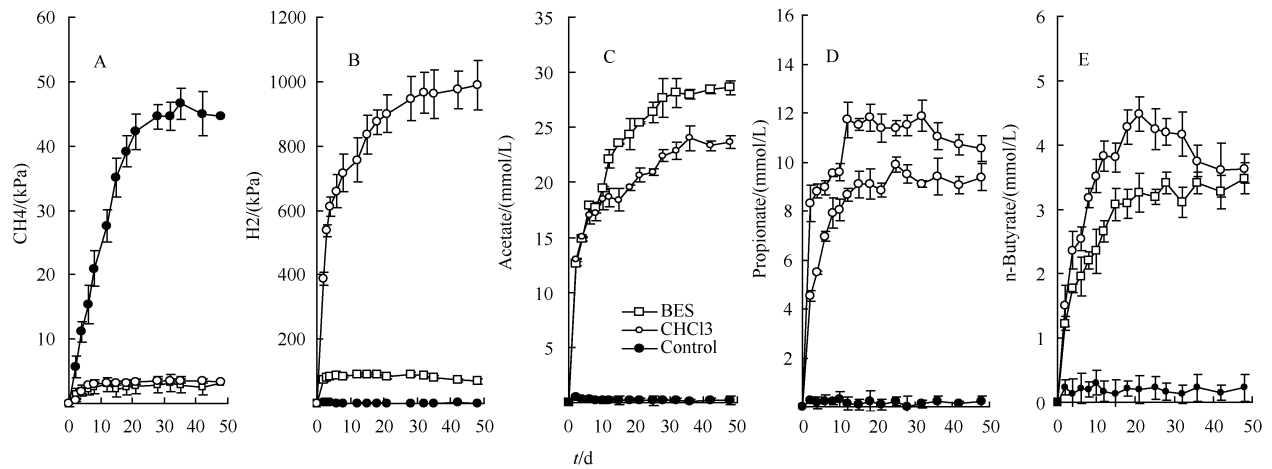 A
CH4/(kPa)
60
50
40
30
20
10
0 10 20 30 40 50
B
H2/(kPa)
1200
1000
800
600
400
200
0 10 20 30 40 50
C
Acetate/(mmol/L)
35
30
25
20
15
10
5
0
BES
CHCl3
Control
0 10 20 30 40 50
D
Propionate/(mmol/L)
16
14
12
10
8
6
4
2
0 10 20 30 40 50
E
n-Butyrate/(mmol/L)
6
5
4
3
2
1
0
0 10 20 30 40 50
t/d